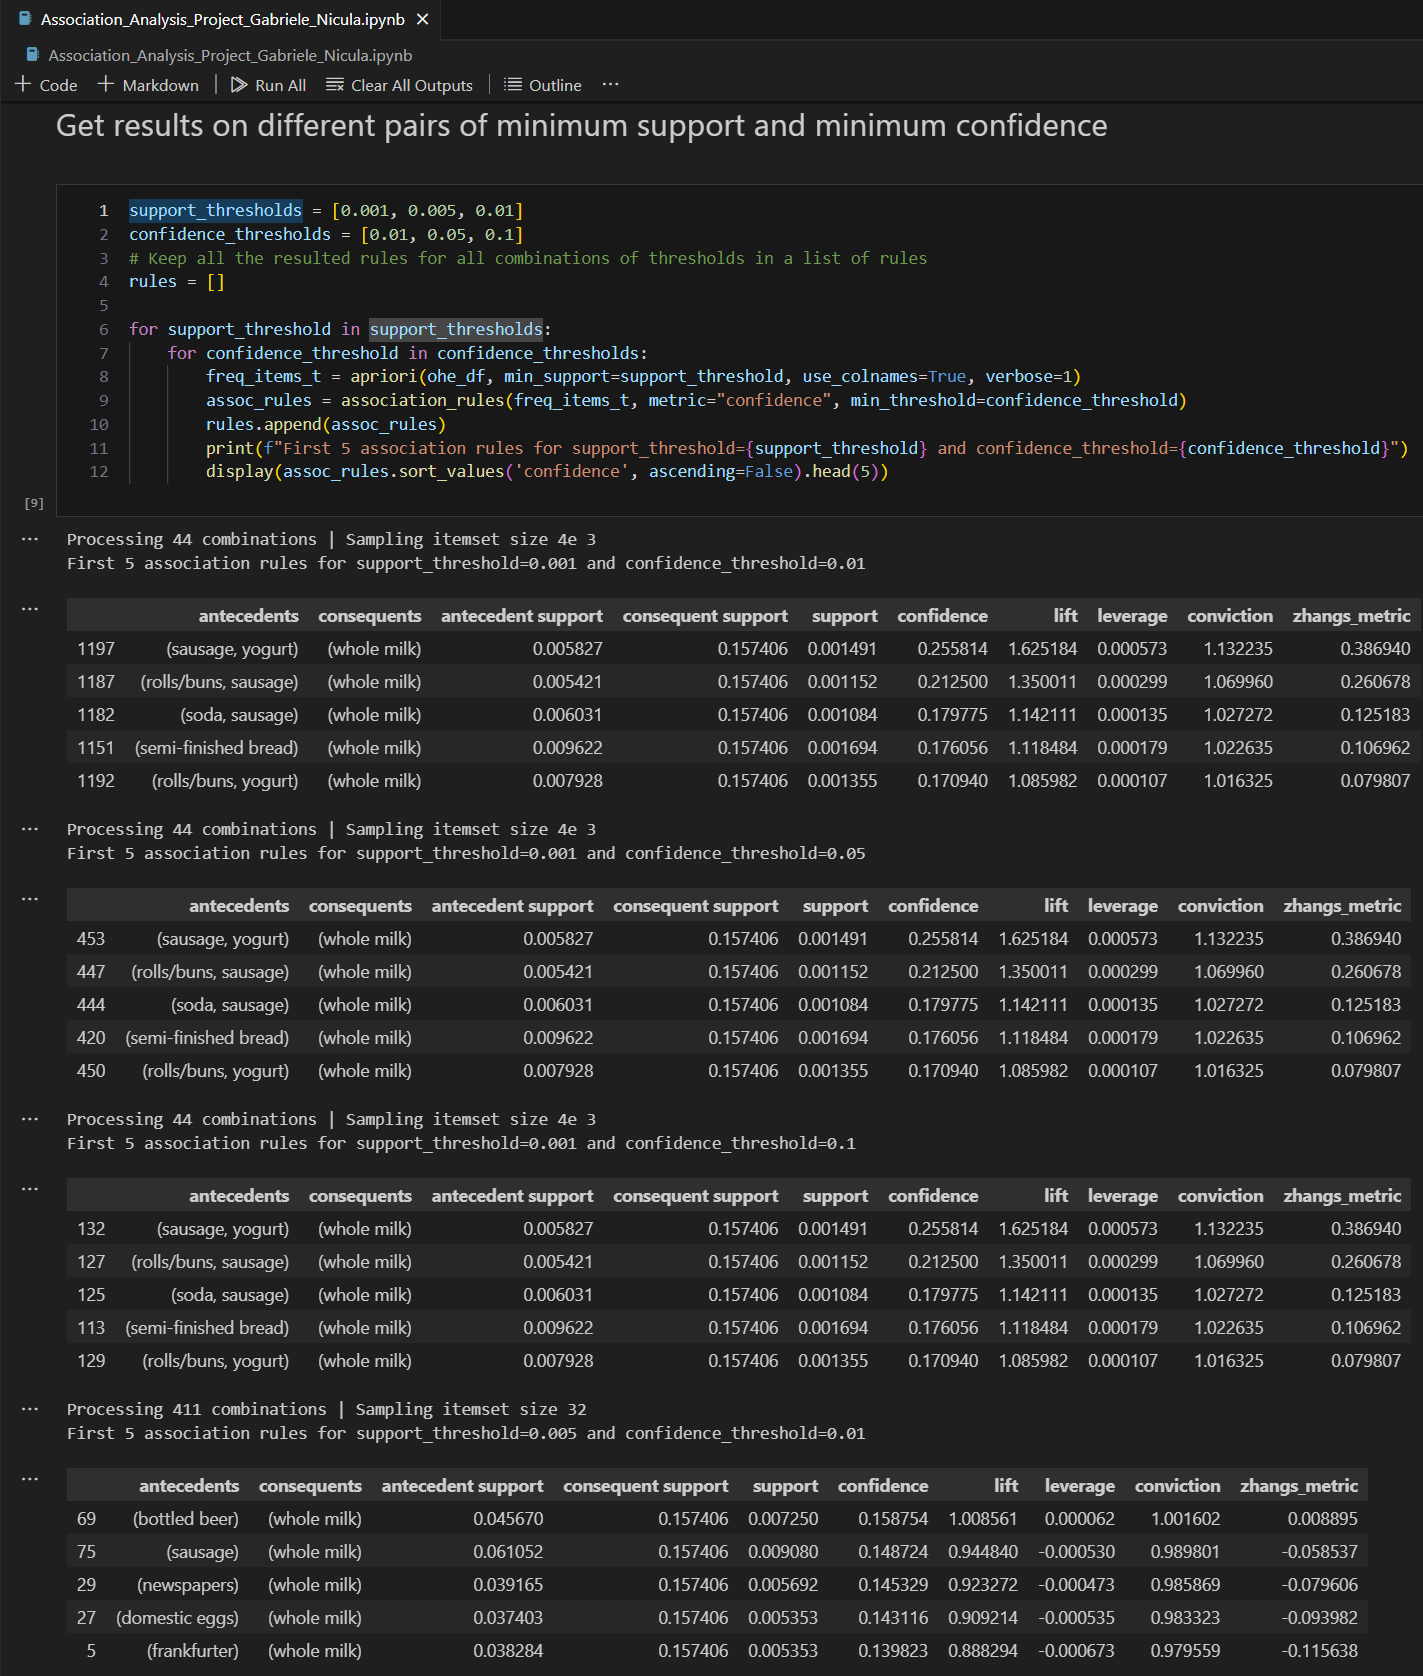 Association_Analysis_Project_Gabriele_Nicula.ipynb ✕
Association_Analysis_Project_Gabriele_Nicula.ipynb
+ Code + Markdown | Run All Clear All Outputs | Outline ...
Get results on different pairs of minimum support and minimum confidence
1 support_thresholds = [0.001, 0.005, 0.01]
2 confidence_thresholds = [0.01, 0.05, 0.1]
3 # Keep all the resulted rules for all combinations of thresholds in a list of rules
4 rules = []
5
6 for support_threshold in support_thresholds:
7 for confidence_threshold in confidence_thresholds:
8 freq_items_t = apriori(ohe_df, min_support=support_threshold, use_colnames=True, verbose=1)
9 assoc_rules = association_rules(freq_items_t, metric="confidence", min_threshold=confidence_threshold)
10 rules.append(assoc_rules)
11 print(f"First 5 association rules for support_threshold={support_threshold} and confidence_threshold={confidence_threshold}")
12 display(assoc_rules.sort_values('confidence', ascending=False).head(5))
[9]
... Processing 44 combinations | Sampling itemset size 4e 3
First 5 association rules for support_threshold=0.001 and confidence_threshold=0.01
... antecedents consequents antecedent support consequent support support confidence lift leverage conviction zhangs_metric
1197 (sausage, yogurt) (whole milk) 0.005827 0.157406 0.001491 0.255814 1.625184 0.000573 1.132235 0.386940
1187 (rolls/buns, sausage) (whole milk) 0.005421 0.157406 0.001152 0.212500 1.350011 0.000299 1.069960 0.260678
1182 (soda, sausage) (whole milk) 0.006031 0.157406 0.001084 0.179775 1.142111 0.000135 1.027272 0.125183
1151 (semi-finished bread) (whole milk) 0.009622 0.157406 0.001694 0.176056 1.118484 0.000179 1.022635 0.106962
1192 (rolls/buns, yogurt) (whole milk) 0.007928 0.157406 0.001355 0.170940 1.085982 0.000107 1.016325 0.079807
... Processing 44 combinations | Sampling itemset size 4e 3
First 5 association rules for support_threshold=0.001 and confidence_threshold=0.05
... antecedents consequents antecedent support consequent support support confidence lift leverage conviction zhangs_metric
453 (sausage, yogurt) (whole milk) 0.005827 0.157406 0.001491 0.255814 1.625184 0.000573 1.132235 0.386940
447 (rolls/buns, sausage) (whole milk) 0.005421 0.157406 0.001152 0.212500 1.350011 0.000299 1.069960 0.260678
444 (soda, sausage) (whole milk) 0.006031 0.157406 0.001084 0.179775 1.142111 0.000135 1.027272 0.125183
420 (semi-finished bread) (whole milk) 0.009622 0.157406 0.001694 0.176056 1.118484 0.000179 1.022635 0.106962
450 (rolls/buns, yogurt) (whole milk) 0.007928 0.157406 0.001355 0.170940 1.085982 0.000107 1.016325 0.079807
... Processing 44 combinations | Sampling itemset size 4e 3
First 5 association rules for support_threshold=0.001 and confidence_threshold=0.1
... antecedents consequents antecedent support consequent support support confidence lift leverage conviction zhangs_metric
132 (sausage, yogurt) (whole milk) 0.005827 0.157406 0.001491 0.255814 1.625184 0.000573 1.132235 0.386940
127 (rolls/buns, sausage) (whole milk) 0.005421 0.157406 0.001152 0.212500 1.350011 0.000299 1.069960 0.260678
125 (soda, sausage) (whole milk) 0.006031 0.157406 0.001084 0.179775 1.142111 0.000135 1.027272 0.125183
113 (semi-finished bread) (whole milk) 0.009622 0.157406 0.001694 0.176056 1.118484 0.000179 1.022635 0.106962
129 (rolls/buns, yogurt) (whole milk) 0.007928 0.157406 0.001355 0.170940 1.085982 0.000107 1.016325 0.079807
... Processing 411 combinations | Sampling itemset size 32
First 5 association rules for support_threshold=0.005 and confidence_threshold=0.01
... antecedents consequents antecedent support consequent support support confidence lift leverage conviction zhangs_metric
69 (bottled beer) (whole milk) 0.045670 0.157406 0.007250 0.158754 1.008561 0.000062 1.001602 0.008895
75 (sausage) (whole milk) 0.061052 0.157406 0.009080 0.148724 0.944840 -0.000530 0.989801 -0.058537
29 (newspapers) (whole milk) 0.039165 0.157406 0.005692 0.145329 0.923272 -0.000473 0.985869 -0.079606
27 (domestic eggs) (whole milk) 0.037403 0.157406 0.005353 0.143116 0.909214 -0.000535 0.983323 -0.093982
5 (frankfurter) (whole milk) 0.038284 0.157406 0.005353 0.139823 0.888294 -0.000673 0.979559 -0.115638